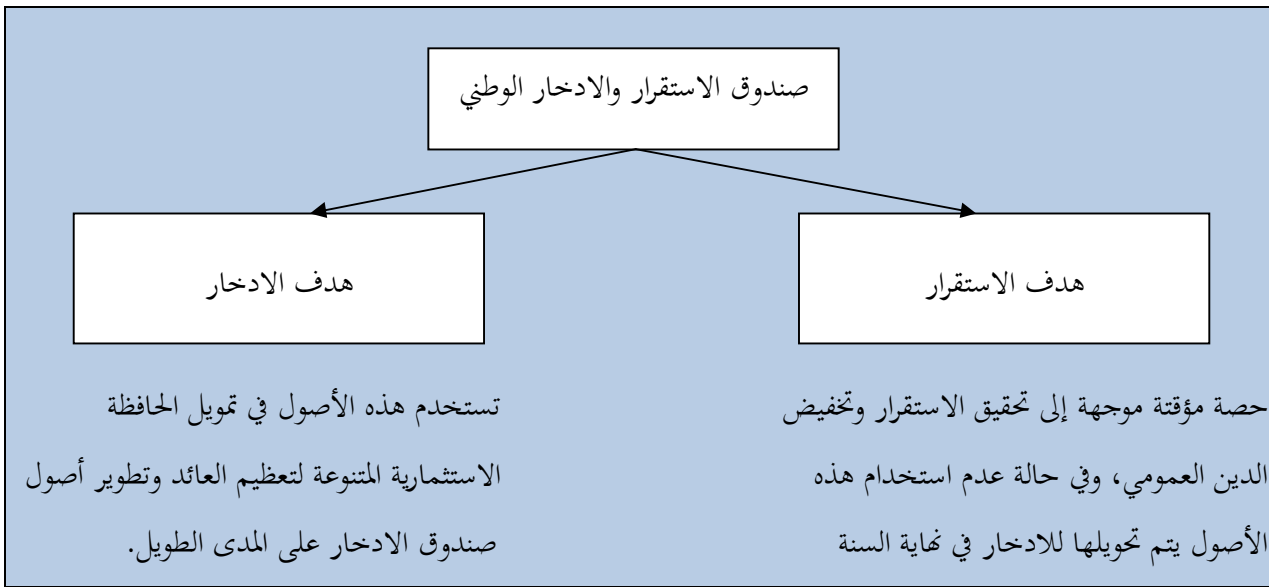 صندوق الاستقرار والادخار الوطني
هدف الاستقرار
هدف الادخار
حصة مؤقتة موجهة إلى تحقيق الاستقرار وتخفيض
الدين العمومي، وفي حالة عدم استخدام هذه
الأصول يتم تحويلها للادخار في نهاية السنة
تستخدم هذه الأصول في تمويل الحافظة
الاستثمارية المتنوعة لتعظيم العائد وتطوير أصول
صندوق الادخار على المدى الطويل.